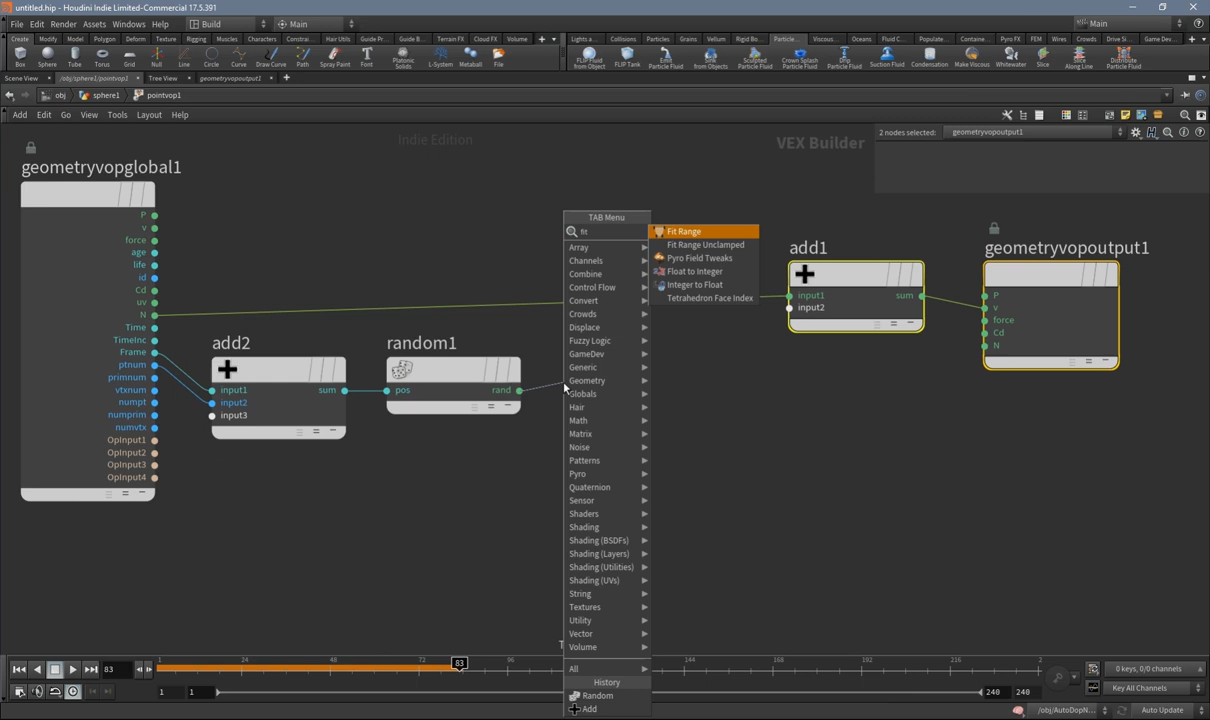 untitled.hip - Houdini Indie Limited-Commercial 17.5.391
File Edit Render Assets Windows Help Build Main Main
Create Modify Model Polygon Deform Texture Rigging Muscles Characters Constrai... Hair Utils Guide Pr... Guide B... Terrain FX Cloud FX Volume
Lights a... Collisions Particles Grains Vellum Rigid Bo... Particle... Viscous... Oceans Fluid C... Populate... Containe... Pyro FX FEM Wires Crowds Drive Si... Game Dev...
Box Sphere Tube Torus Grid Null Line Circle Curve Draw Curve Path Spray Paint Font Platonic Solids L-System Metaball File
FLIP Fluid from Object FLIP Tank Emit Particle Fluid Sink from Objects Sculpted Particle Fluid Crown Splash Particle Fluid Drip Particle Fluid Suction Fluid Condensation Make Viscous Whitewater Slice Slice Along Line Distribute Particle Fluid
Scene View /obj/sphere1/pointvop1 Tree View geometryvopoutput1
obj sphere1 pointvop1
Add Edit Go View Tools Layout Help
2 nodes selected: geometryvopoutput1
Indie Edition
VEX Builder
geometryvopglobal1
P
v
force
age
life
id
Cd
uv
N
Time
TimeInc
Frame
ptnum
primnum
vtxnum
numpt
numprim
numvtx
OpInput1
OpInput2
OpInput3
OpInput4
add2
input1 sum
input2
input3
random1
pos rand
TAB Menu
fit
Array
Channels
Combine
Control Flow
Convert
Crowds
Displace
Fuzzy Logic
GameDev
Generic
Geometry
Globals
Hair
Math
Matrix
Noise
Patterns
Pyro
Quaternion
Sensor
Shaders
Shading
Shading (BSDFs)
Shading (Layers)
Shading (Utilities)
Shading (UVs)
String
Textures
Utility
Vector
Volume
All
History
Random
Add
Fit Range
Fit Range Unclamped
Pyro Field Tweaks
Float to Integer
Integer to Float
Tetrahedron Face Index
add1
input1 sum
input2
geometryvopoutput1
P
v
force
Cd
N
83
1 24 48 72 83 96 144 168 192 216 2
0 keys, 0/0 channels
1 1 240 240
Key All Channels
/obj/AutoDopN... Auto Update